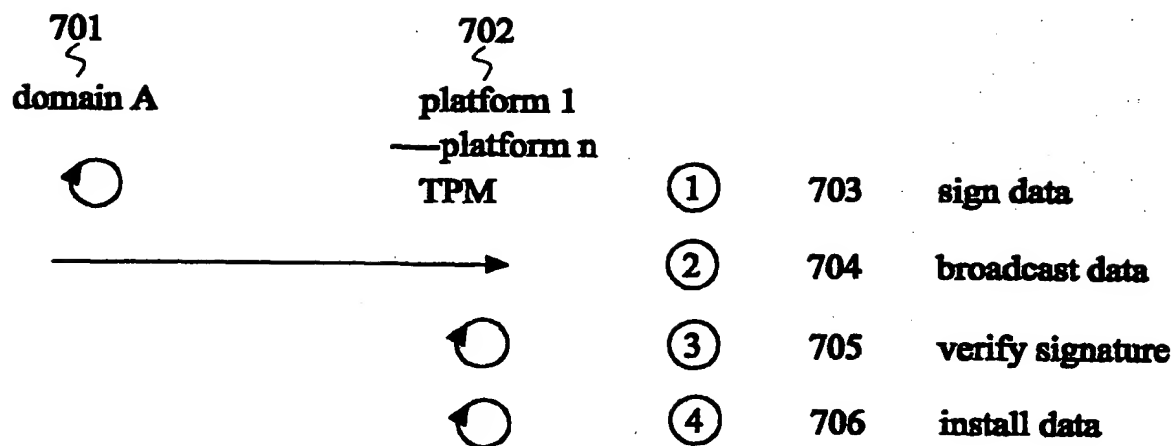 701 702
domain A platform 1
platform n
TPM 1 703 sign data
2 704 broadcast data
3 705 verify signature
4 706 install data